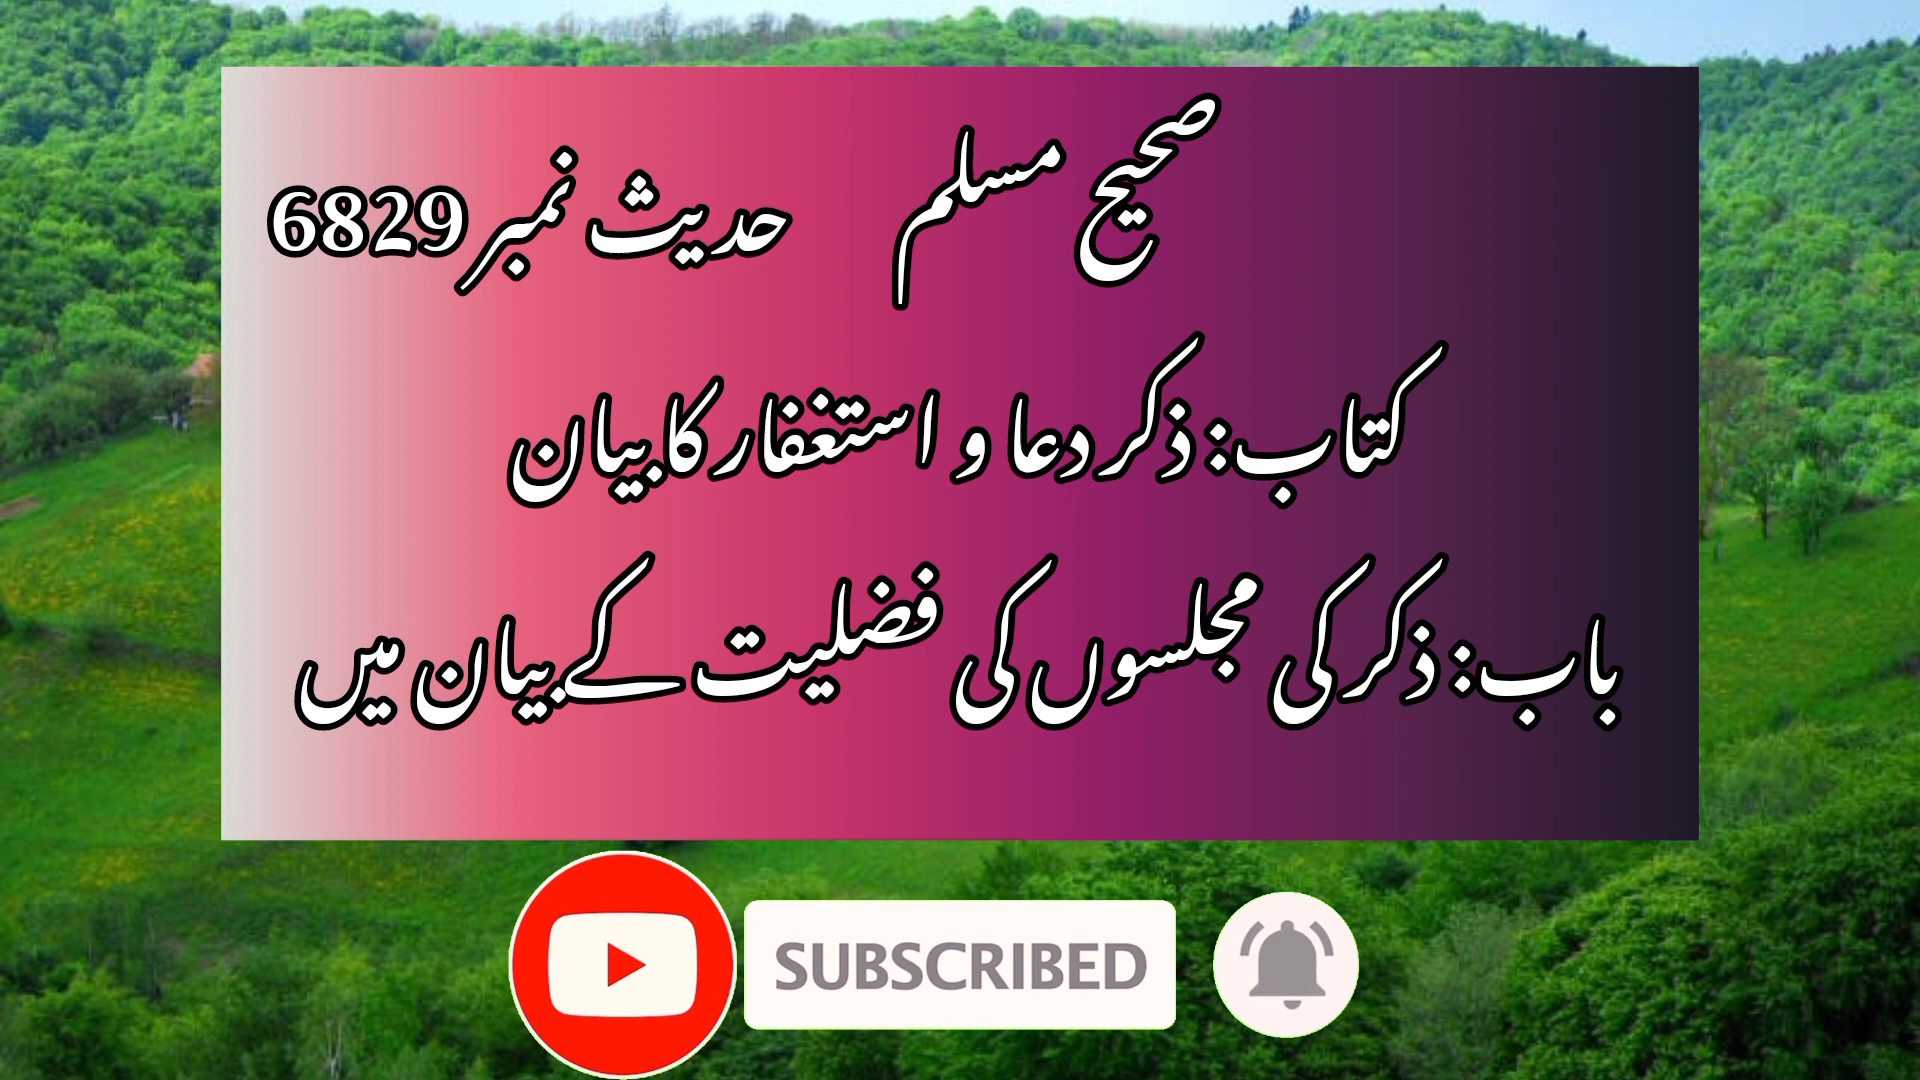 صحیح مسلم حدیث نمبر 6829
کتاب: ذکر دعا و استغفار کا بیان
باب: ذکر کی مجلسوں کی فضلیت کے بیان میں
SUBSCRIBED